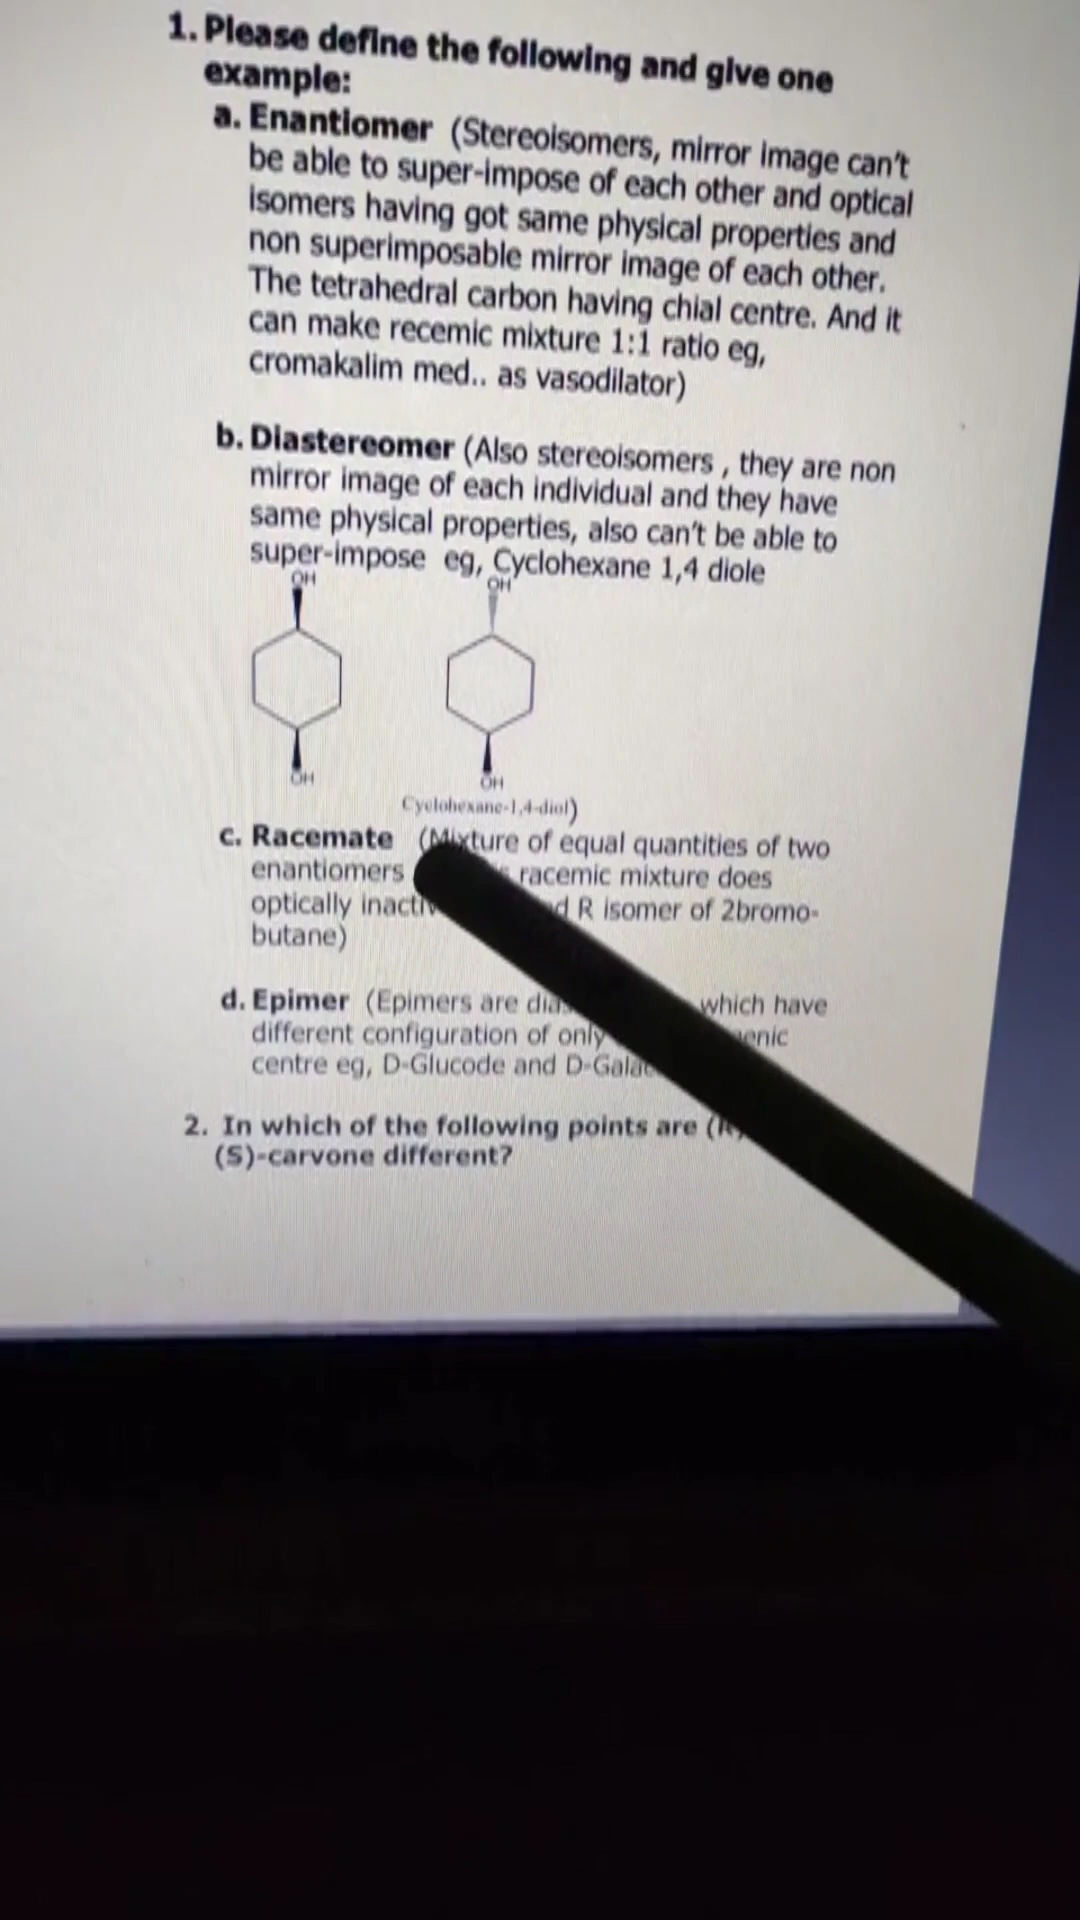 1. Please define the following and give one
example:
a. Enantiomer (Stereoisomers, mirror image can't
be able to super-impose of each other and optical
isomers having got same physical properties and
non superimposable mirror image of each other.
The tetrahedral carbon having chial centre. And it
can make recemic mixture 1:1 ratio eg,
cromakalim med.. as vasodilator)
b. Diastereomer (Also stereoisomers , they are non
mirror image of each individual and they have
same physical properties, also can't be able to
super-impose eg, Cyclohexane 1,4 diole
OH OH
OH OH
Cyclohexane-1,4-diol)
c. Racemate (Mixture of equal quantities of two
enantiomers racemic mixture does
optically R isomer of 2bromo-
butane)
d. Epimer (Epimers are which have
different configuration of only
centre eg, D-Glucode and
2. In which of the following points are
(S)-carvone different?